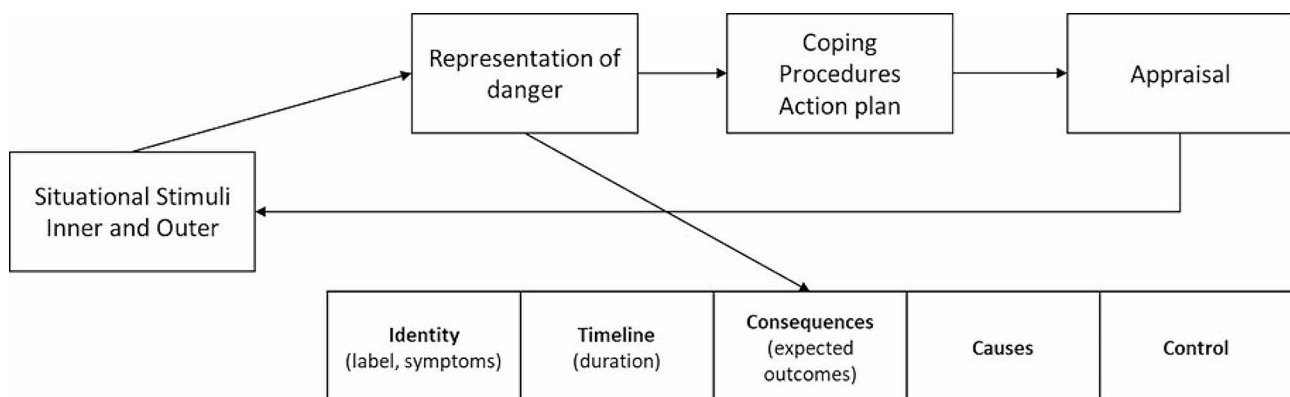 Representation of
danger
Coping
Procedures
Action plan
Appraisal
Situational Stimuli
Inner and Outer
Identity
(label, symptoms)
Timeline
(duration)
Consequences
(expected
outcomes)
Causes
Control